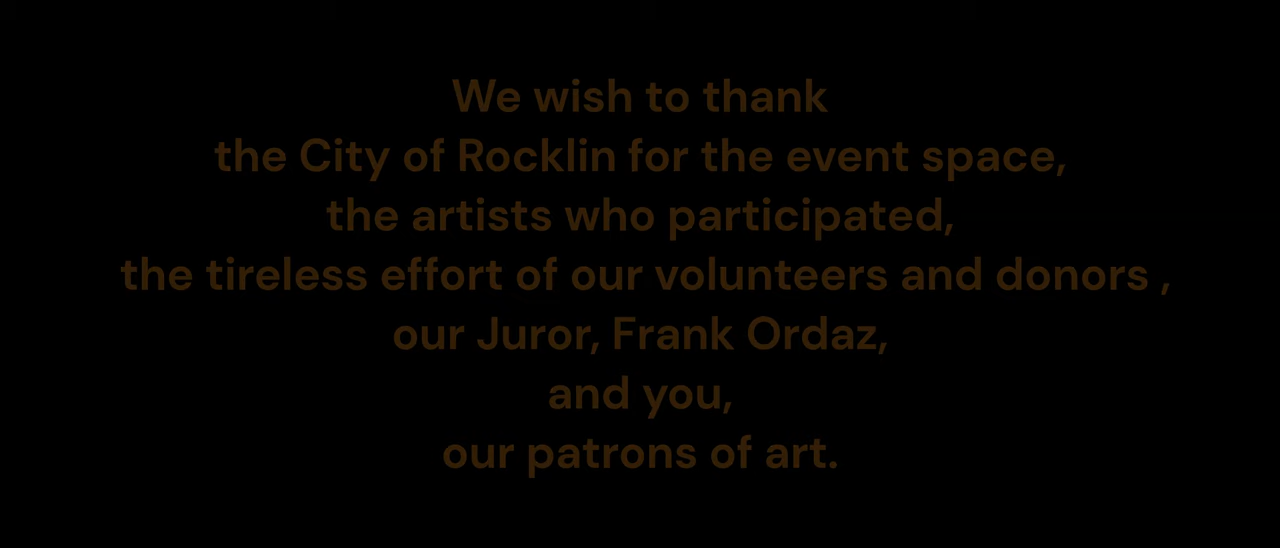 We wish to thank
the City of Rocklin for the event space,
the artists who participated,
the tireless effort of our volunteers and donors ,
our Juror, Frank Ordaz,
and you,
our patrons of art.